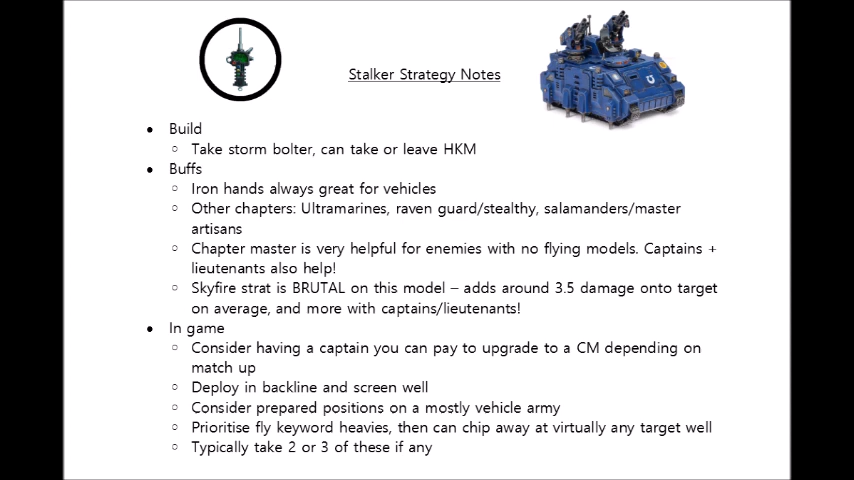 Stalker Strategy Notes
• Build
○ Take storm bolter, can take or leave HKM
• Buffs
○ Iron hands always great for vehicles
○ Other chapters: Ultramarines, raven guard/stealthy, salamanders/master
artisans
○ Chapter master is very helpful for enemies with no flying models. Captains +
lieutenants also help!
○ Skyfire strat is BRUTAL on this model – adds around 3.5 damage onto target
on average, and more with captains/lieutenants!
• In game
○ Consider having a captain you can pay to upgrade to a CM depending on
match up
○ Deploy in backline and screen well
○ Consider prepared positions on a mostly vehicle army
○ Prioritise fly keyword heavies, then can chip away at virtually any target well
○ Typically take 2 or 3 of these if any